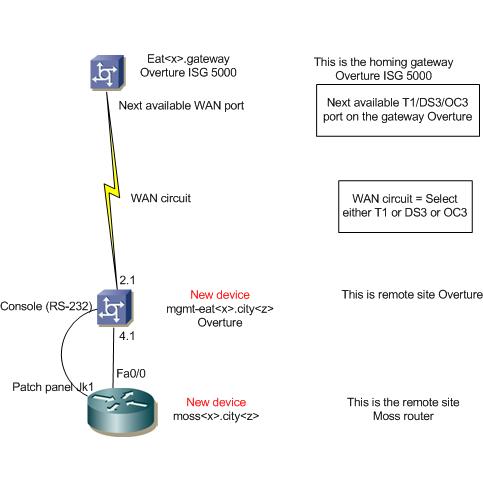 Eat<x>.gateway
Overture ISG 5000
This is the homing gateway
Overture ISG 5000
Next available WAN port
Next available T1/DS3/OC3
port on the gateway Overture
WAN circuit
WAN circuit = Select
either T1 or DS3 or OC3
2.1
Console (RS-232)
New device
mgmt-eat<x>.city<z>
Overture
This is remote site Overture
4.1
Fa0/0
Patch panel Jk1
New device
moss<x>.city<z>
This is the remote site
Moss router